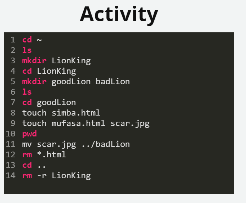 Activity
1 cd ~
2 ls
3 mkdir LionKing
4 cd LionKing
5 mkdir goodLion badLion
6 ls
7 cd goodLion
8 touch simba.html
9 touch mufasa.html scar.jpg
10 pwd
11 mv scar.jpg ../badLion
12 rm *.html
13 cd ..
14 rm -r LionKing